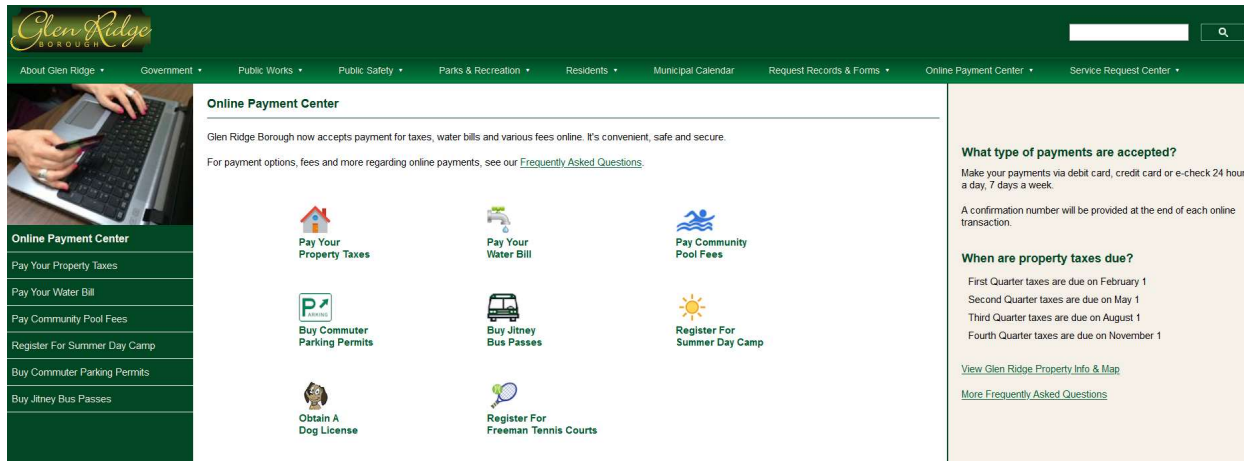 Glen Ridge
BOROUGH
About Glen Ridge
Government
Public Works
Public Safety
Parks & Recreation
Residents
Municipal Calendar
Request Records & Forms
Online Payment Center
Service Request Center
Online Payment Center
Pay Your Property Taxes
Pay Your Water Bill
Pay Community Pool Fees
Register For Summer Day Camp
Buy Commuter Parking Permits
Buy Jitney Bus Passes
Online Payment Center
Glen Ridge Borough now accepts payment for taxes, water bills and various fees online. It's convenient, safe and secure.
For payment options, fees and more regarding online payments, see our Frequently Asked Questions.
Pay Your
Property Taxes
Pay Your
Water Bill
Pay Community
Pool Fees
P
PARKING
Buy Commuter
Parking Permits
Buy Jitney
Bus Passes
Register For
Summer Day Camp
Obtain A
Dog License
Register For
Freeman Tennis Courts
What type of payments are accepted?
Make your payments via debit card, credit card or e-check 24 hour
a day, 7 days a week.
A confirmation number will be provided at the end of each online
transaction.
When are property taxes due?
First Quarter taxes are due on February 1
Second Quarter taxes are due on May 1
Third Quarter taxes are due on August 1
Fourth Quarter taxes are due on November 1
View Glen Ridge Property Info & Map
More Frequently Asked Questions